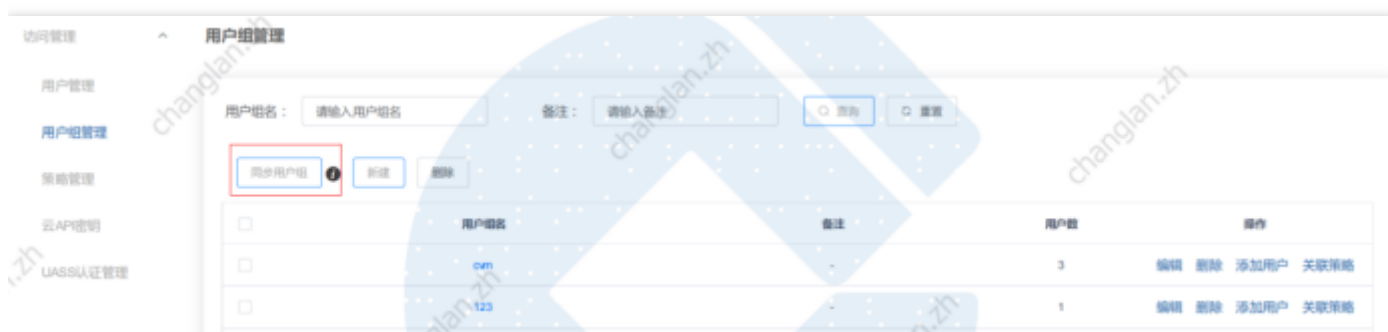 访问管理
用户组管理
用户管理
用户组名： 请输入用户组名 备注： 请输入备注 查询 重置
用户组管理
同步用户组 i 新建 删除
策略管理
用户组名 备注 用户数 操作
云API密钥
cvm - 3 编辑 删除 添加用户 关联策略
UASS认证管理
123 - 1 编辑 删除 添加用户 关联策略
changlan.zh
changlan.zh
changlan.zh